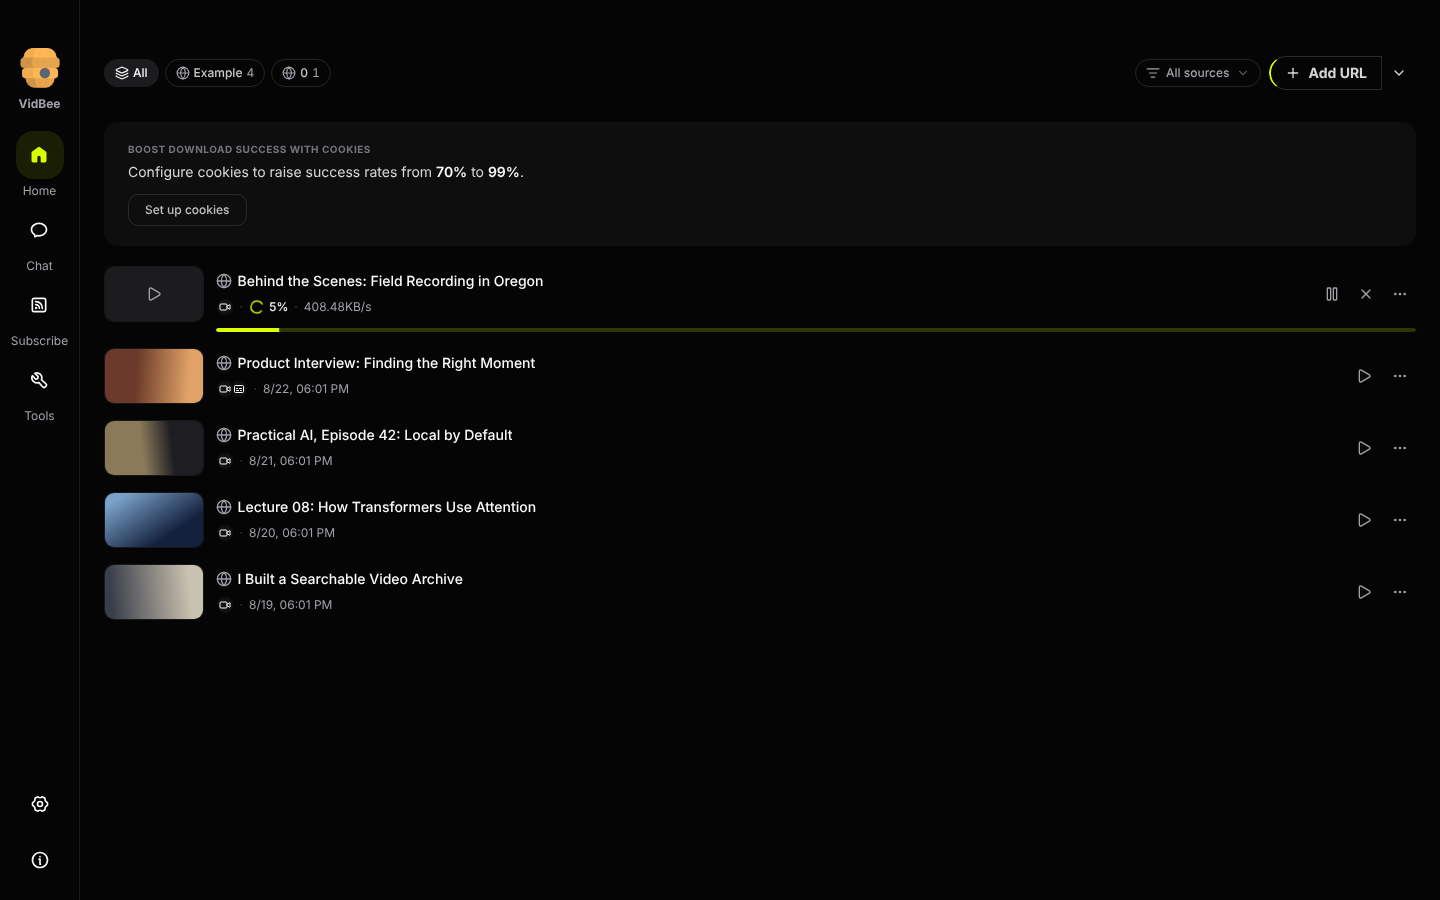 VidBee
Home
Chat
Subscribe
Tools
All
Example 4
0 1
All sources
Add URL
BOOST DOWNLOAD SUCCESS WITH COOKIES
Configure cookies to raise success rates from 70% to 99%.
Set up cookies
Behind the Scenes: Field Recording in Oregon
5% · 408.48KB/s
Product Interview: Finding the Right Moment
· 8/22, 06:01 PM
Practical AI, Episode 42: Local by Default
· 8/21, 06:01 PM
Lecture 08: How Transformers Use Attention
· 8/20, 06:01 PM
I Built a Searchable Video Archive
· 8/19, 06:01 PM